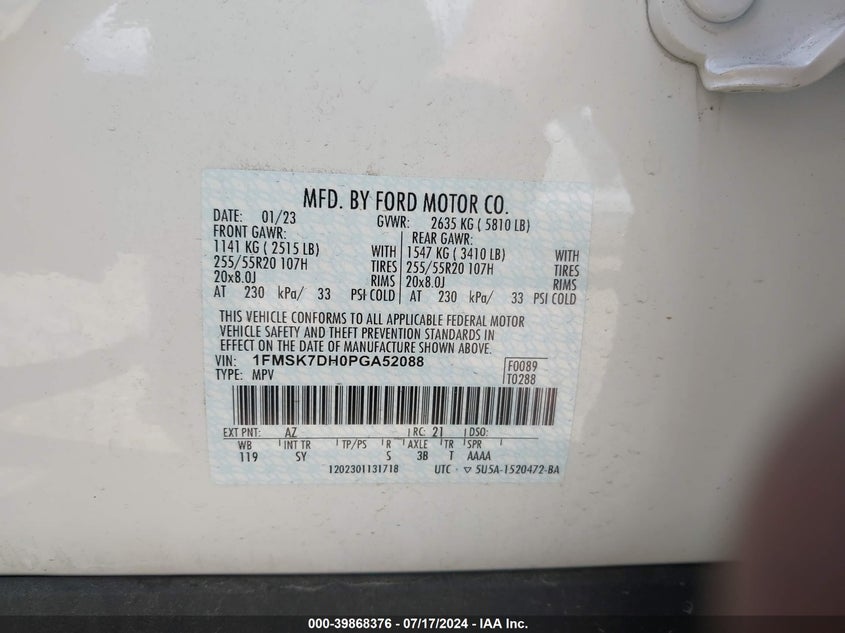 MFD. BY FORD MOTOR CO.
DATE: 01/23 GVWR: 2635 KG ( 5810 LB)
FRONT GAWR: REAR GAWR:
1141 KG ( 2515 LB) WITH 1547 KG ( 3410 LB) WITH
255/55R20 107H TIRES 255/55R20 107H TIRES
20x8.0J RIMS 20x8.0J RIMS
AT 230 kPa/ 33 PSI COLD AT 230 kPa/ 33 PSI COLD
THIS VEHICLE CONFORMS TO ALL APPLICABLE FEDERAL MOTOR
VEHICLE SAFETY AND THEFT PREVENTION STANDARDS IN
EFFECT ON THE DATE OF MANUFACTURE SHOWN ABOVE.
VIN: 1FMSK7DH0PGA52088 F0089
TYPE: MPV T0288
EXT PNT: AZ RC: 21 DSO:
WB INT TR TP/PS R AXLE TR SPR
119 SY S 3B T AAAA
1202301131718 UTC - ▽ 5U5A-1520472-BA
000-39868376 - 07/17/2024 - IAA Inc.